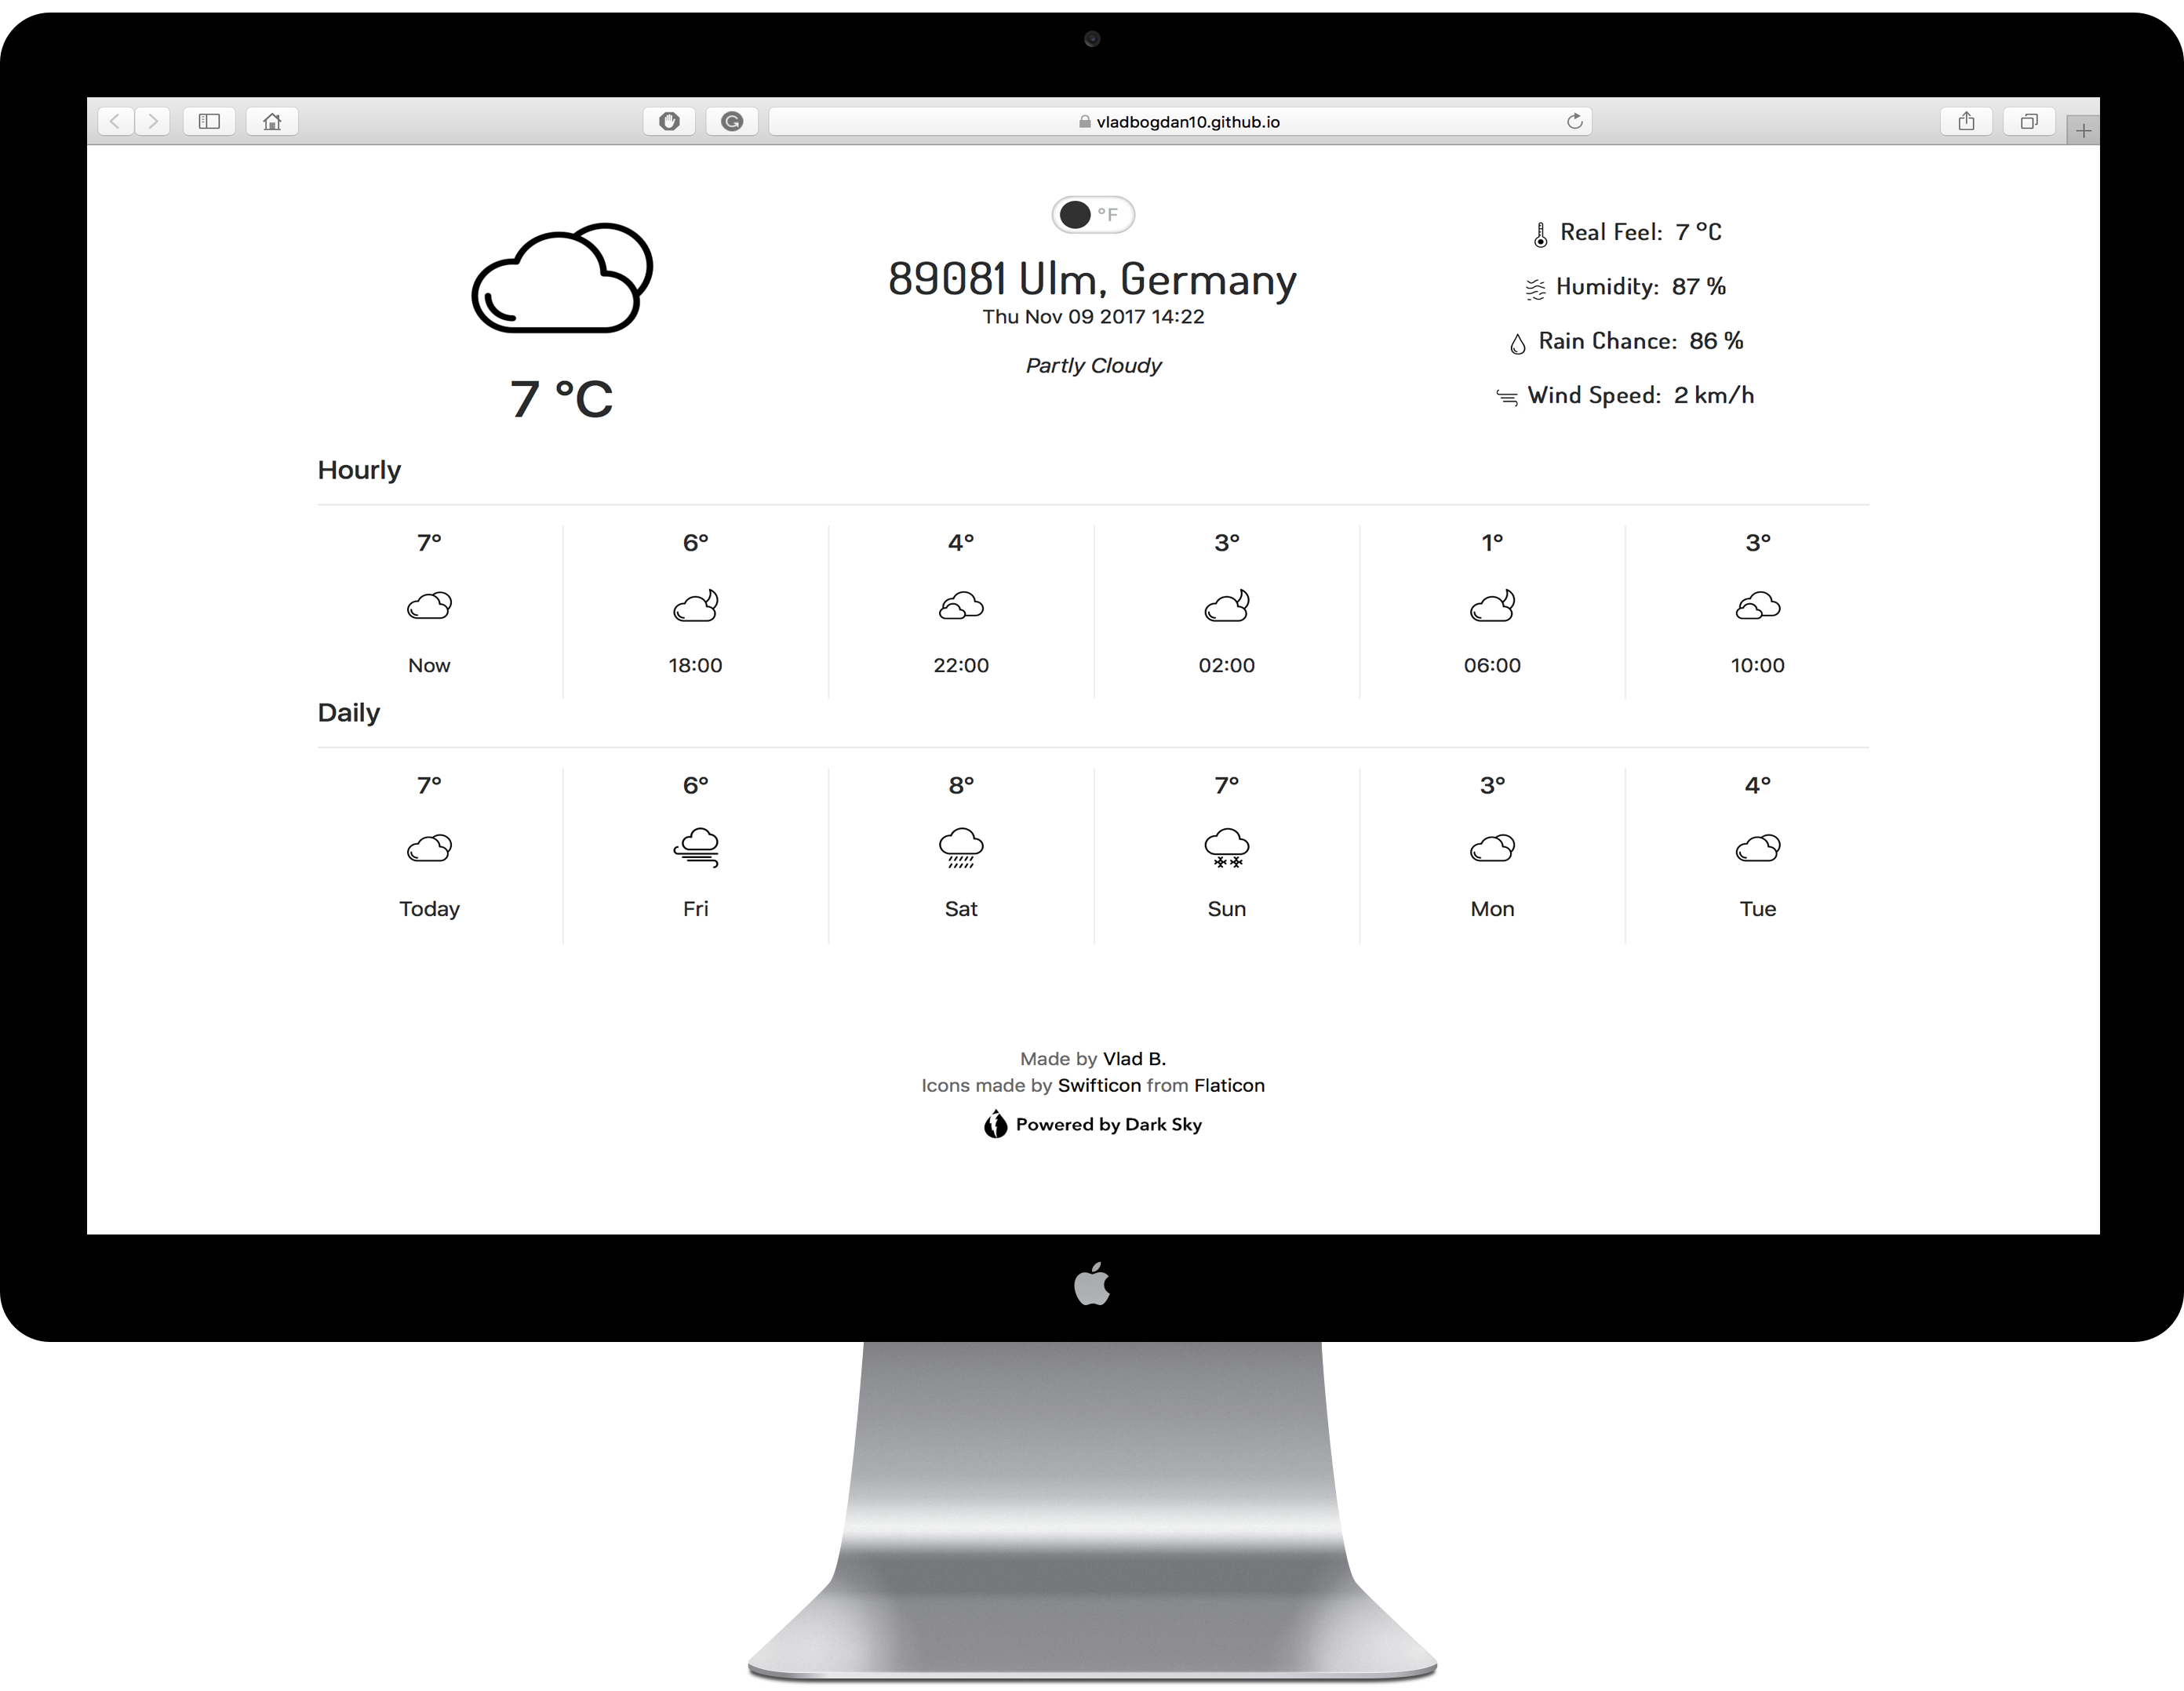 vladbogdan10.github.io
°F
89081 Ulm, Germany
Thu Nov 09 2017 14:22
Partly Cloudy
7 °C
Real Feel: 7 °C
Humidity: 87 %
Rain Chance: 86 %
Wind Speed: 2 km/h
Hourly
7° 6° 4° 3° 1° 3°
Now 18:00 22:00 02:00 06:00 10:00
Daily
7° 6° 8° 7° 3° 4°
Today Fri Sat Sun Mon Tue
Made by Vlad B.
Icons made by Swifticon from Flaticon
Powered by Dark Sky